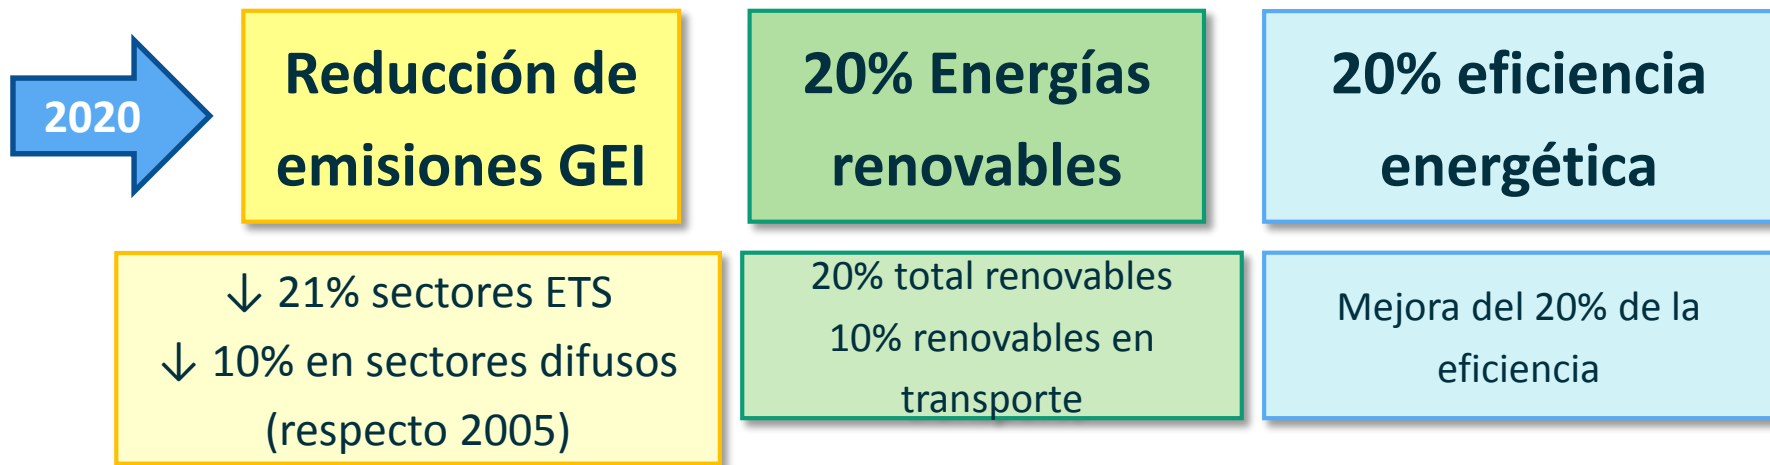 2020
Reducción de
emisiones GEI
↓ 21% sectores ETS
↓ 10% en sectores difusos
(respecto 2005)
20% Energías
renovables
20% total renovables
10% renovables en
transporte
20% eficiencia
energética
Mejora del 20% de la
eficiencia